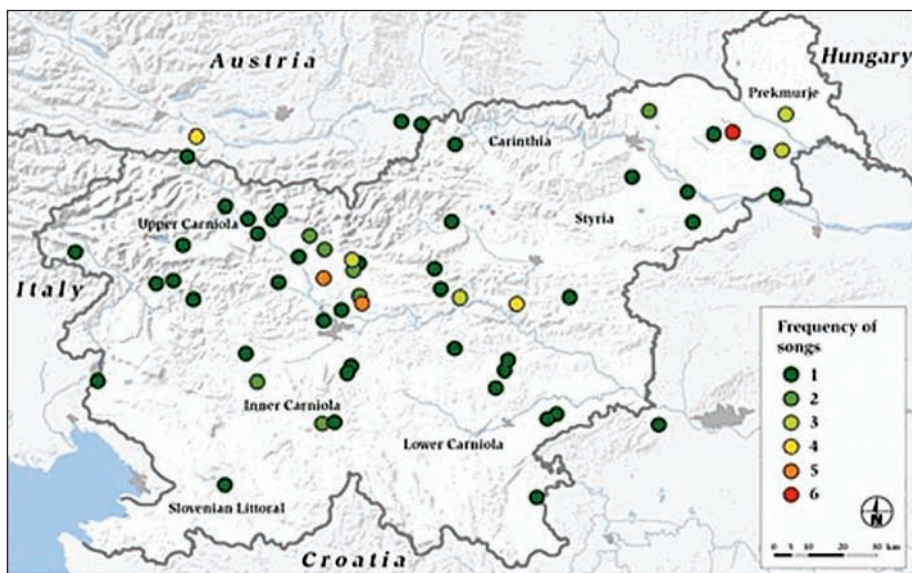 Austria
Hungary
Prekmurje
Carinthia
Styria
Upper Carniola
Italy
Inner Carniola
Lower Carniola
Slovenian Littoral
Croatia
Frequency of
songs
1
2
3
4
5
6
N
0 5 10 20 30 km